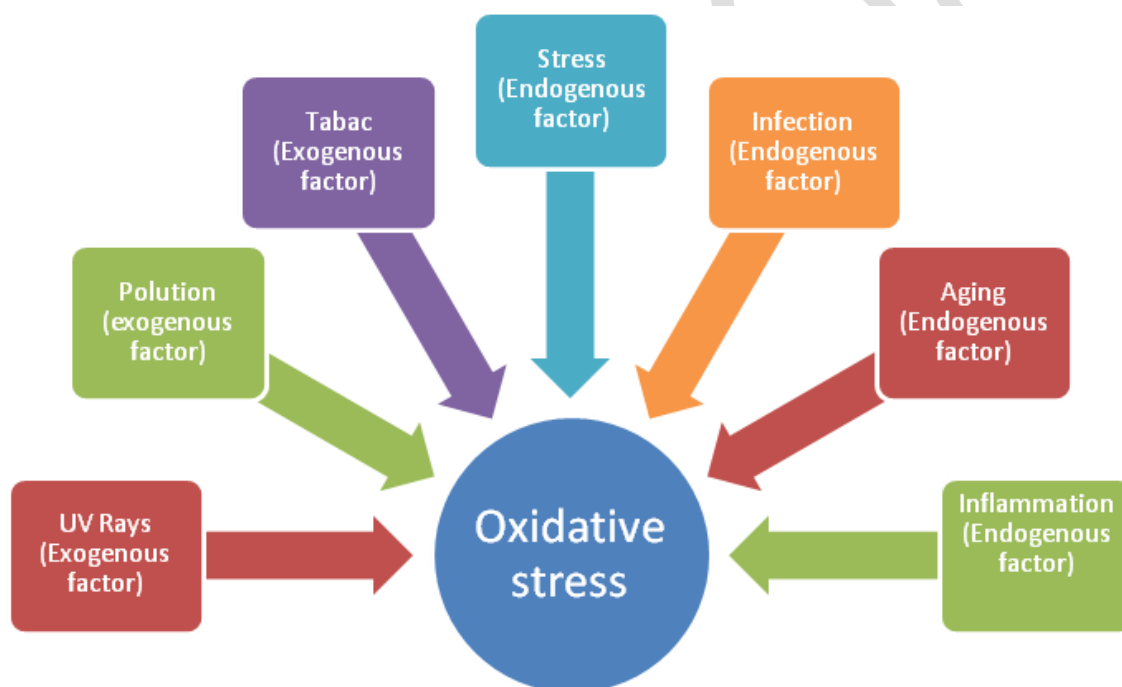 Stress
(Endogenous
factor)
Tabac
(Exogenous
factor)
Infection
(Endogenous
factor)
Polution
(exogenous
factor)
Aging
(Endogenous
factor)
UV Rays
(Exogenous
factor)
Oxidative
stress
Inflammation
(Endogenous
factor)